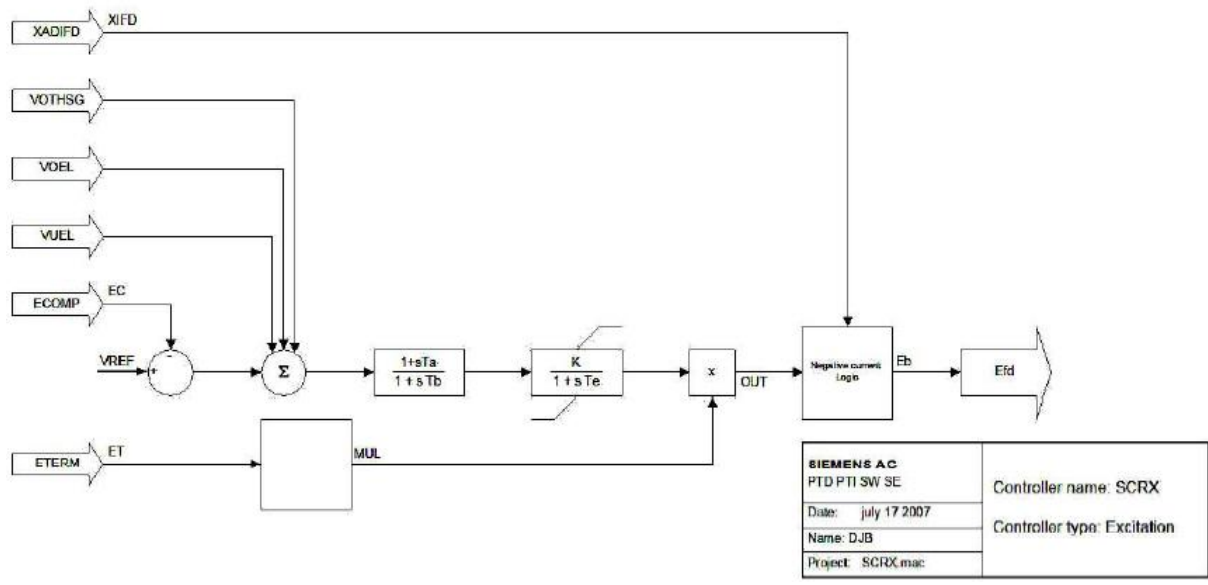 XADIFD
XIFD
VOTHSG
VOEL
VUEL
ECOMP
EC
VREF
-
+
Σ
1+sTa
1 + s Tb
K
1 + s Te
x
OUT
Negative current
Logic
Eb
Efd
ETERM
ET
MUL
SIEMENS AC
PTD PTI SW SE
Date: july 17 2007
Name: DJB
Project: SCRX.mac
Controller name: SCRX
Controller type: Excitation